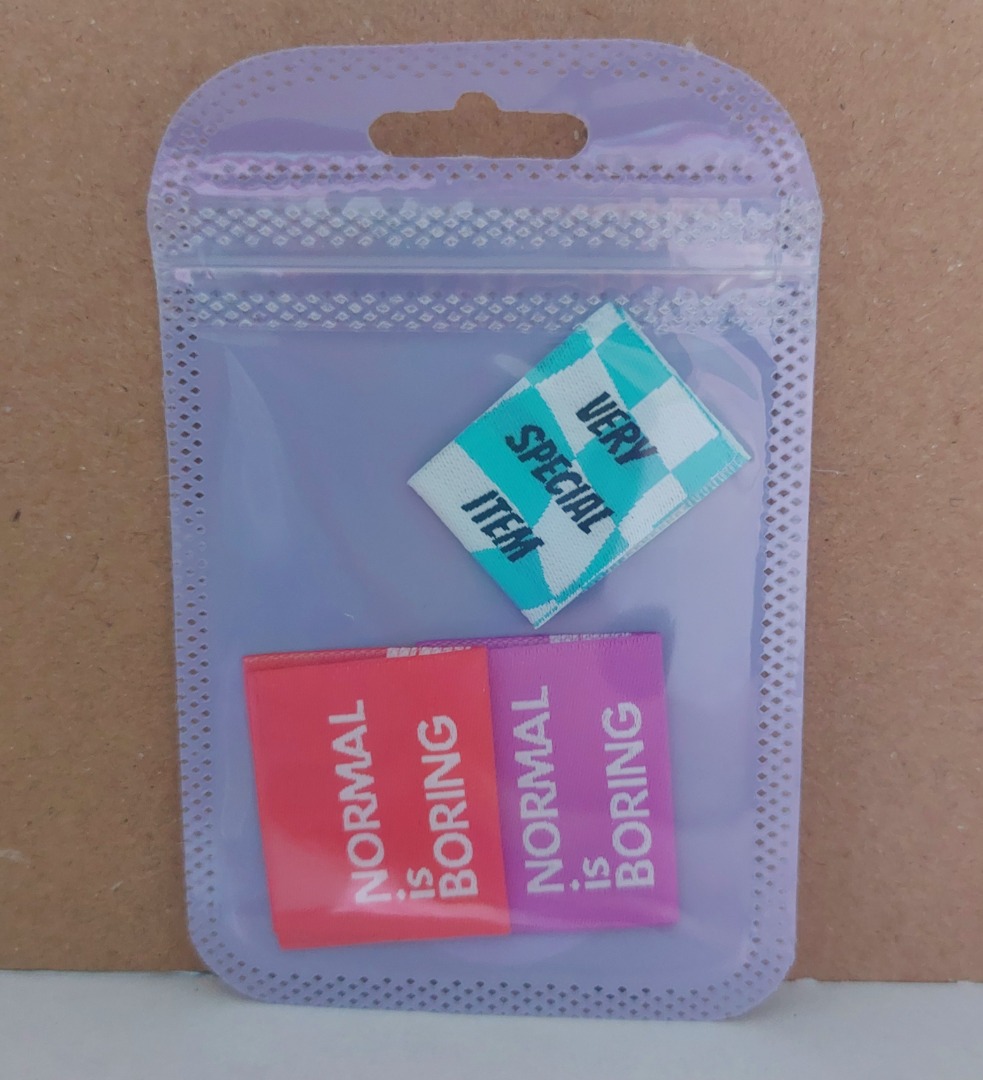 VERY
SPECIAL
ITEM
NORMAL
is
BORING
NORMAL
is
BORING